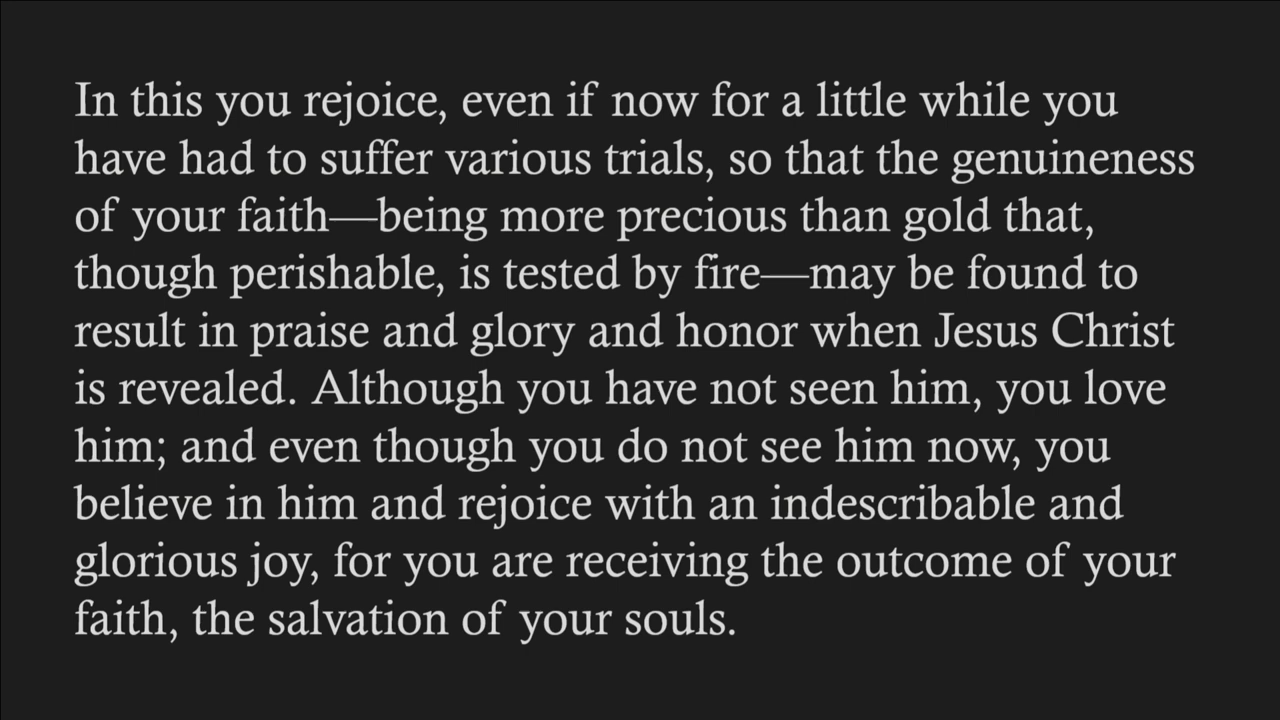 In this you rejoice, even if now for a little while you
have had to suffer various trials, so that the genuineness
of your faith—being more precious than gold that,
though perishable, is tested by fire—may be found to
result in praise and glory and honor when Jesus Christ
is revealed. Although you have not seen him, you love
him; and even though you do not see him now, you
believe in him and rejoice with an indescribable and
glorious joy, for you are receiving the outcome of your
faith, the salvation of your souls.